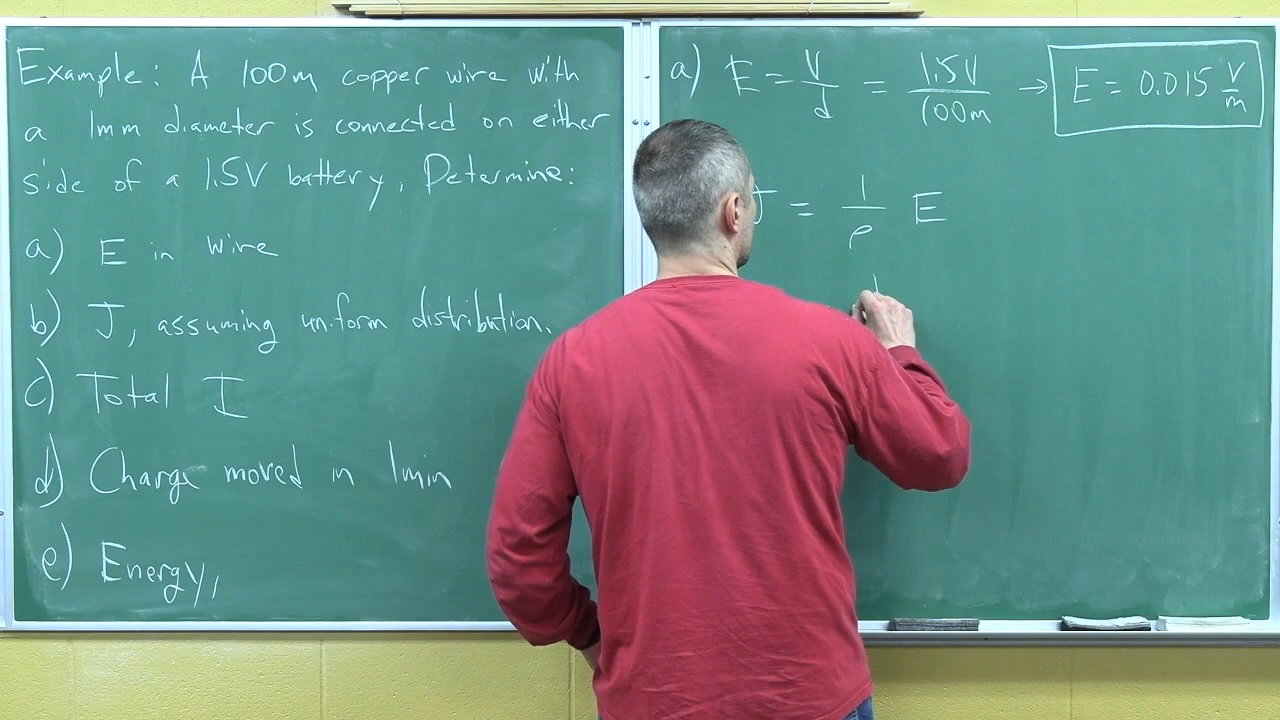 Example: A 100m copper wire with
a 1mm diameter is connected on either
side of a 1.5V battery. Determine:
a) E in wire
b) J, assuming uniform distribution.
c) Total I
d) Charge moved in 1min
e) Energy,
a) E = V/d = 1.5V/100m → E = 0.015 V/m
J = 1/ρ E